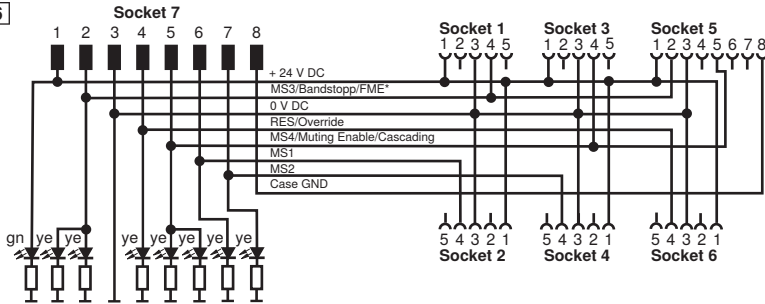 6
Socket 7
1 2 3 4 5 6 7 8
Socket 1
1 2 3 4 5
Socket 3
1 2 3 4 5
Socket 5
1 2 3 4 5 6 7 8
+ 24 V DC
MS3/Bandstopp/FME*
0 V DC
RES/Override
MS4/Muting Enable/Cascading
MS1
MS2
Case GND
gn ye ye ye ye ye ye ye
5 4 3 2 1
Socket 2
5 4 3 2 1
Socket 4
5 4 3 2 1
Socket 6